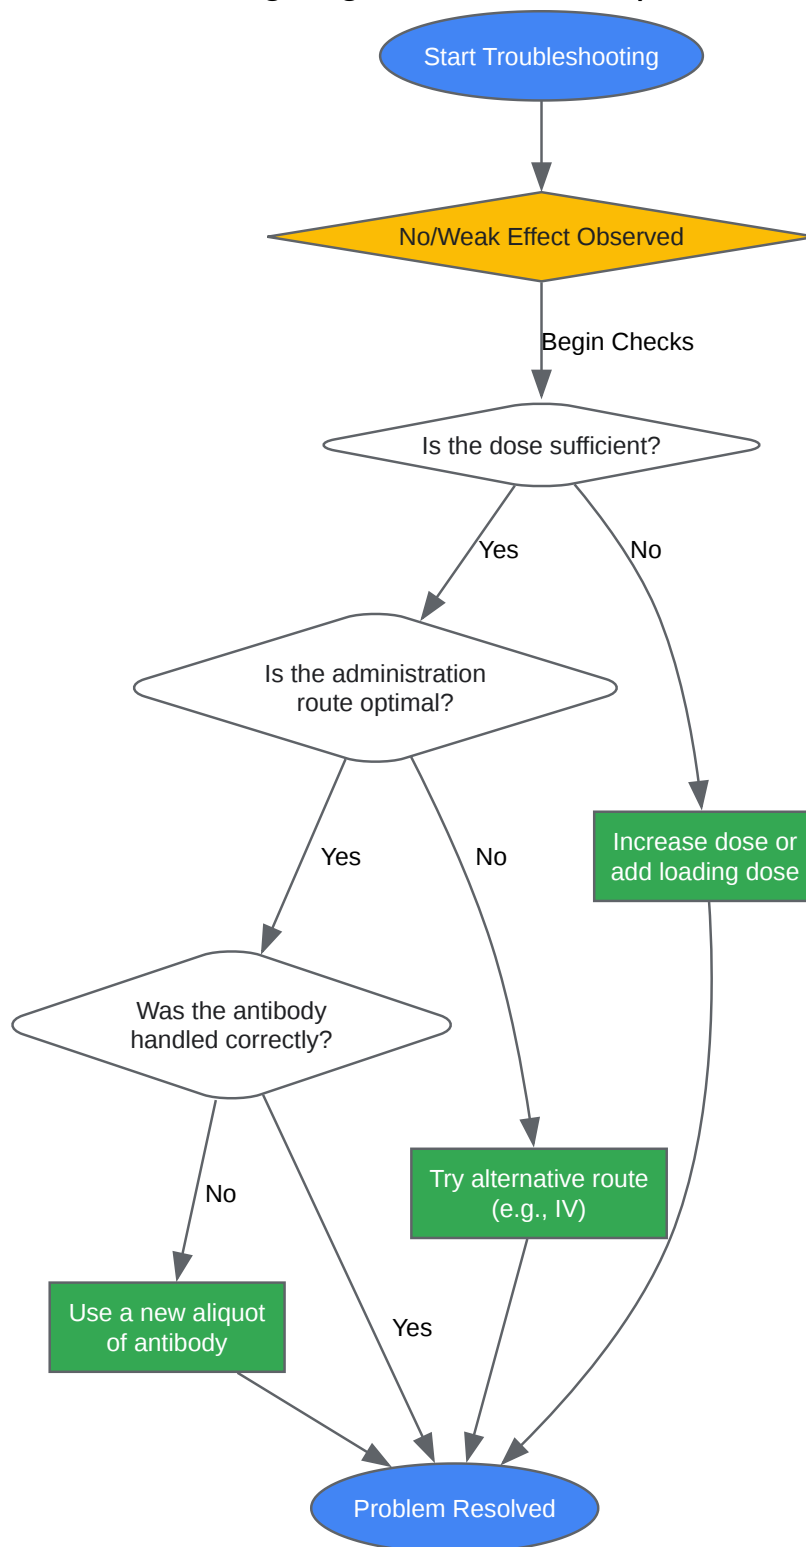 Start Troubleshooting
No/Weak Effect Observed
Begin Checks
Is the dose sufficient?
Yes
No
Is the administration
route optimal?
Increase dose or
add loading dose
Yes
No
Was the antibody
handled correctly?
Try alternative route
(e.g., IV)
No
Use a new aliquot
of antibody
Yes
Problem Resolved